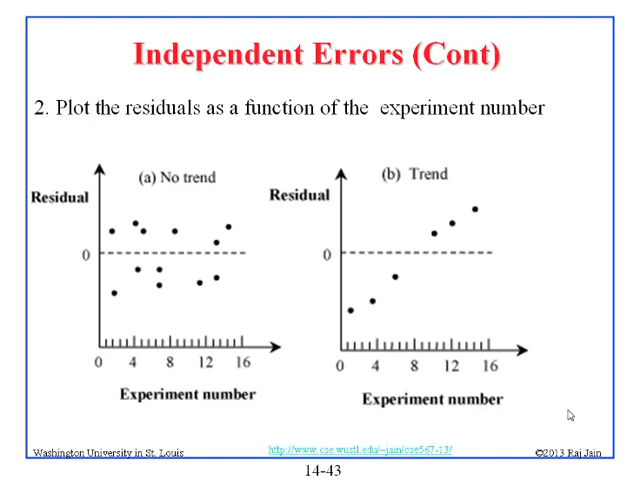 Independent Errors (Cont)
2. Plot the residuals as a function of the experiment number
(a) No trend
Residual
0
0 4 8 12 16
Experiment number
(b) Trend
Residual
0
0 4 8 12 16
Experiment number
Washington University in St. Louis
http://www.cse.wustl.edu/~jain/cse567-13/
©2013 Raj Jain
14-43